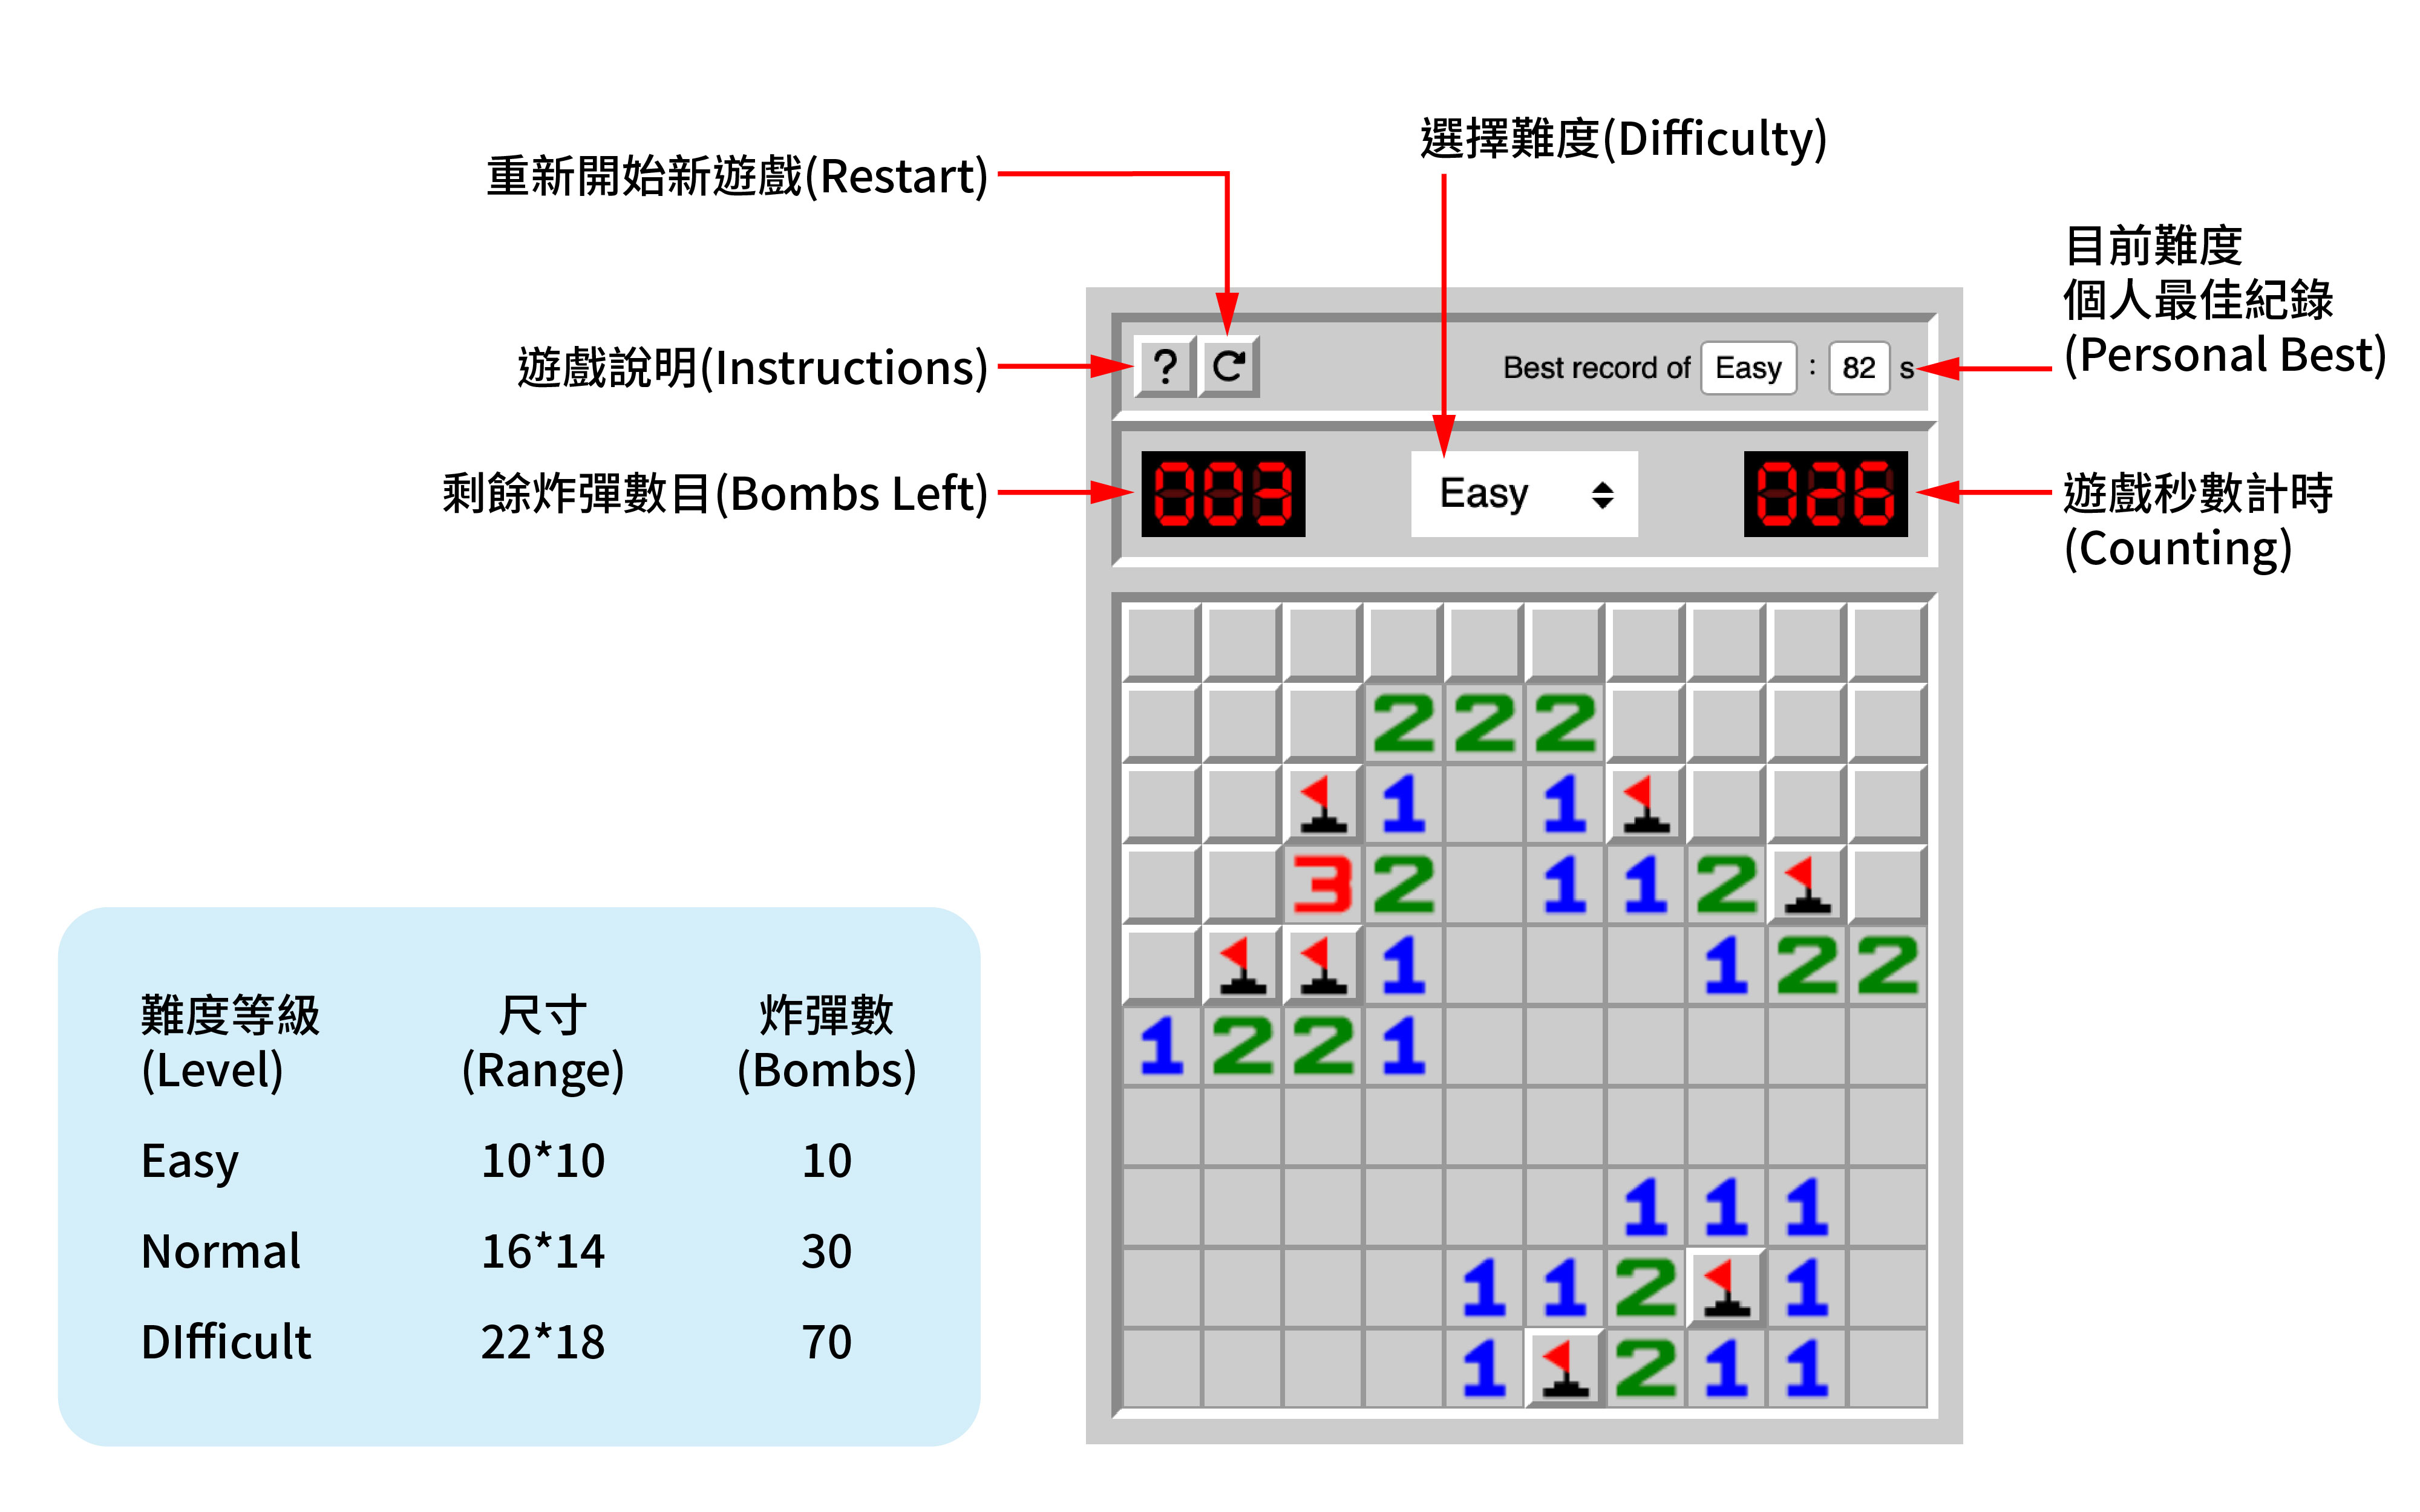 選擇難度(Difficulty)
重新開始新遊戲(Restart)
目前難度
個人最佳紀錄
(Personal Best)
遊戲說明(Instructions)
?
Best record of Easy : 82 s
剩餘炸彈數目(Bombs Left)
003
Easy
026
遊戲秒數計時
(Counting)
2 2 2
1 1
3 2 1 1 2
1 1 2 2
1 2 2 1
1 1 1
1 1 2 1
1 2 1 1
難度等級 尺寸 炸彈數
(Level) (Range) (Bombs)
Easy 10*10 10
Normal 16*14 30
DIfficult 22*18 70